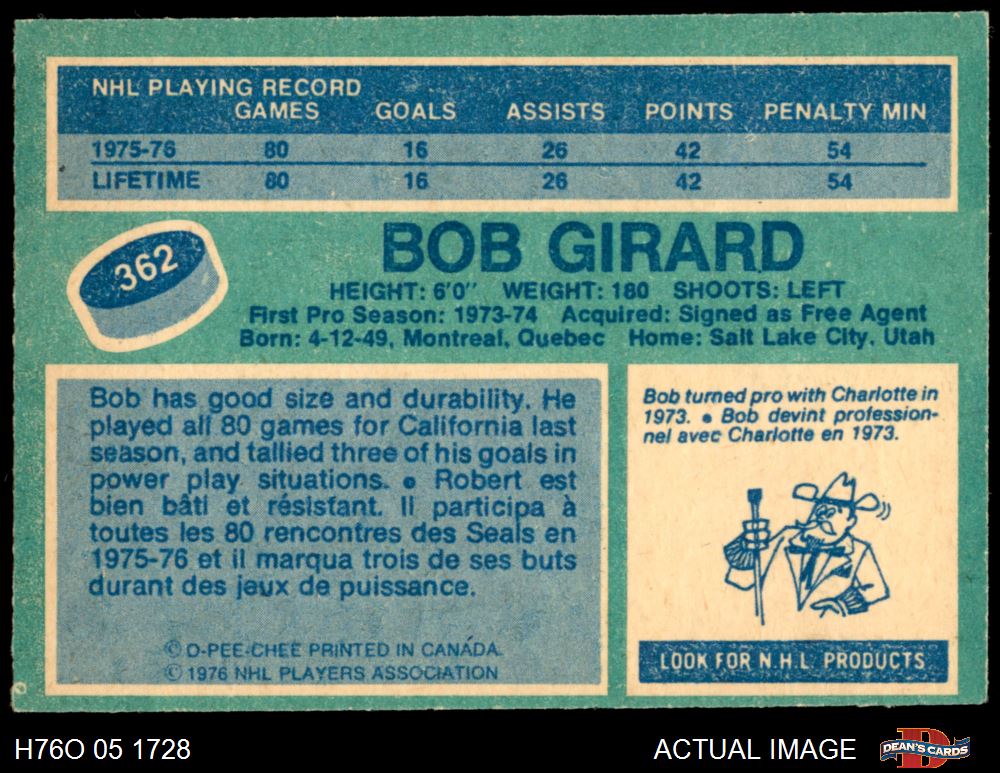 NHL PLAYING RECORD
GAMES GOALS ASSISTS POINTS PENALTY MIN
1975-76 80 16 26 42 54
LIFETIME 80 16 26 42 54
362
BOB GIRARD
HEIGHT: 6'0" WEIGHT: 180 SHOOTS: LEFT
First Pro Season: 1973-74 Acquired: Signed as Free Agent
Born: 4-12-49, Montreal, Quebec Home: Salt Lake City, Utah
Bob has good size and durability. He
played all 80 games for California last
season, and tallied three of his goals in
power play situations. • Robert est
bien bâti et résistant. Il participa à
toutes les 80 rencontres des Seals en
1975-76 et il marqua trois de ses buts
durant des jeux de puissance.
© O-PEE-CHEE PRINTED IN CANADA.
© 1976 NHL PLAYERS ASSOCIATION
Bob turned pro with Charlotte in
1973. • Bob devint profession-
nel avec Charlotte en 1973.
LOOK FOR N.H.L. PRODUCTS
H76O 05 1728
ACTUAL IMAGE
DEAN'S CARDS